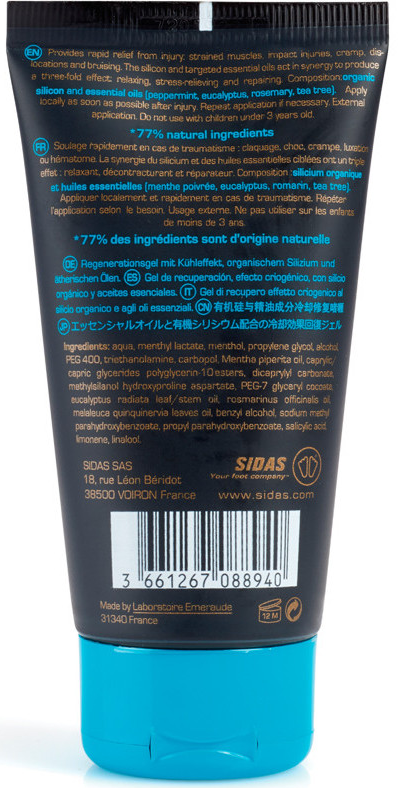 EN Provides rapid relief from injury, strained muscles, impact injuries, cramp, dis-
locations and bruising. The silicon and targeted essential oils act in synergy to produce
a three-fold effect: relaxing, stress-relieving and repairing. Composition:organic
silicon and essential oils (peppermint, eucalyptus, rosemary, tea tree). Apply
locally as soon as possible after injury. Repeat application if necessary. External
application. Do not use with children under 3 years old.
*77% natural ingredients
FR Soulage rapidement en cas de traumatisme : claquage, choc, crampe, luxation
ou hématome. La synergie du silicium et des huiles essentielles ciblées ont un triple
effet : relaxant, décontracturant et réparateur. Composition :silicium organique
et huiles essentielles (menthe poivrée, eucalyptus, romarin, tea tree).
Appliquer localement et rapidement en cas de traumatisme. Répéter
l'application selon le besoin. Usage externe. Ne pas utiliser sur les enfants
de moins de 3 ans.
*77% des ingrédients sont d'origine naturelle
DE Regenerationsgel mit Kühleffekt, organischem Silizium und
ätherischen Ölen. ES Gel de recuperación, efecto criogénico, con silicio
orgánico y aceites esenciales. IT Gel di recupero effetto criogenico al
silicio organico e agli oli essenziali. CN 有机硅与精油成分冷却修复啫喱
JP エッセンシャルオイルと有機シリシウム配合の冷却効果回復ジェル
Ingredients: aqua, menthyl lactate, menthol, propylene glycol, alcohol,
PEG 400, triethanolamine, carbopol, Mentha piperita oil, caprylic/
capric glycerides polyglycerin-10 esters, dicaprylyl carbonate,
methylsilanol hydroxyproline aspartate, PEG-7 glyceryl cocoate,
eucalyptus radiata leaf/stem oil, rosmarinus officinalis oil,
melaleuca quinquinervia leaves oil, benzyl alcohol, sodium methyl
parahydroxybenzoate, propyl parahydroxybenzoate, salicylic acid,
limonene, linalool.
SIDAS SAS
18, rue Léon Béridot
38500 VOIRON France
SIDAS
Your foot company™
www.sidas.com
3 661267 088940
Made by Laboratoire Emeraude
31340 France
12 M